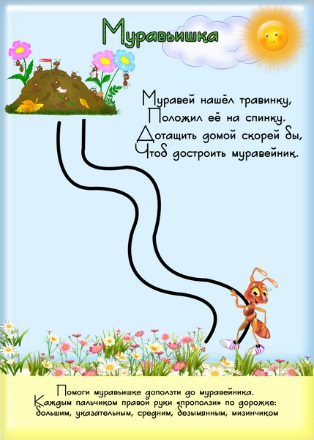 Муравьишка
Муравей нашёл травинку,
Положил её на спинку.
Дотащить домой скорей бы,
Чтоб достроить муравейник.
Помоги муравьишке доползти до муравейника.
Каждым пальчиком правой руки «проползи» по дорожке:
большим, указательным, средним, безымянным, мизинчиком